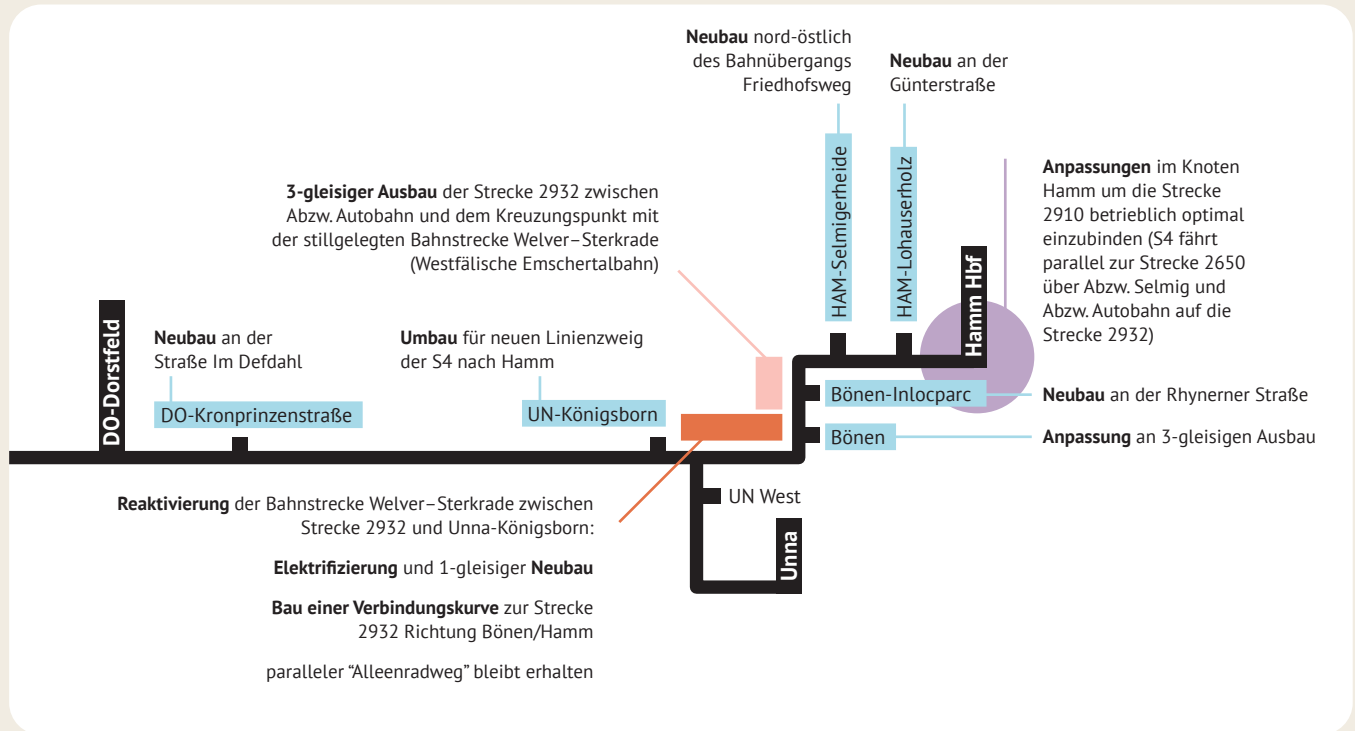 Neubau nord-östlich
des Bahnübergangs
Friedhofsweg
Neubau an der
Günterstraße
HAM-Selmigerheide
HAM-Lohauserholz
Hamm Hbf
Anpassungen im Knoten
Hamm um die Strecke
2910 betrieblich optimal
einzubinden (S4 fährt
parallel zur Strecke 2650
über Abzw. Selmig und
Abzw. Autobahn auf die
Strecke 2932)
3-gleisiger Ausbau der Strecke 2932 zwischen
Abzw. Autobahn und dem Kreuzungspunkt mit
der stillgelegten Bahnstrecke Welver–Sterkrade
(Westfälische Emschertalbahn)
DO-Dorstfeld
Neubau an der
Straße Im Defdahl
DO-Kronprinzenstraße
Umbau für neuen Linienzweig
der S4 nach Hamm
UN-Königsborn
Bönen-Inlocparc
Neubau an der Rhynerner Straße
Bönen
Anpassung an 3-gleisigen Ausbau
UN West
Unna
Reaktivierung der Bahnstrecke Welver–Sterkrade zwischen
Strecke 2932 und Unna-Königsborn:
Elektrifizierung und 1-gleisiger Neubau
Bau einer Verbindungskurve zur Strecke
2932 Richtung Bönen/Hamm
paralleler “Alleenradweg” bleibt erhalten